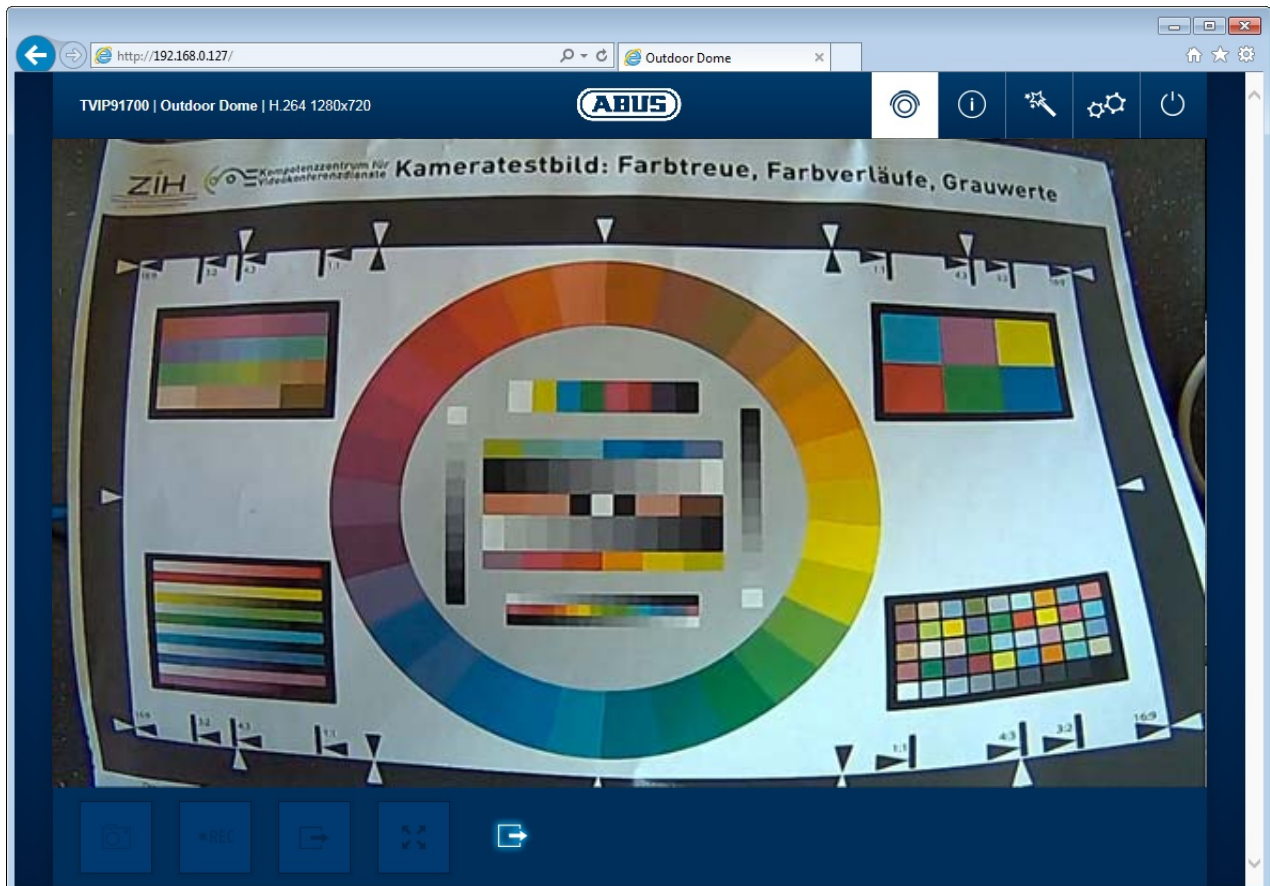 http://192.168.0.127/
Outdoor Dome
TVIP91700 | Outdoor Dome | H.264 1280x720
ABUS
ZIH Kompetenzzentrum für Videokonferenzdienste Kameratestbild: Farbtreue, Farbverläufe, Grauwerte
16:9 3:2 4:3 1:1 1:1 4:3 3:2 16:9
16:9 3:2 4:3 1:1 1:1 4:3 3:2 16:9
REC